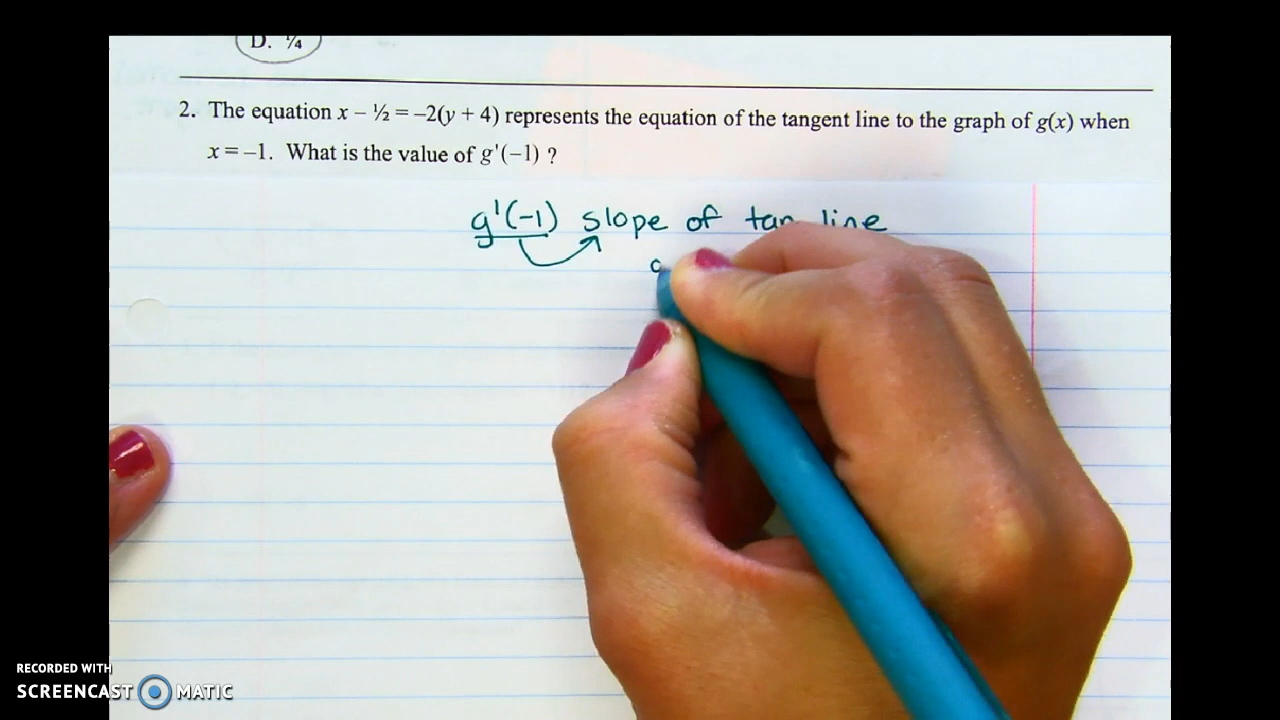 D. ¼
2. The equation x – ½ = –2(y + 4) represents the equation of the tangent line to the graph of g(x) when
x = –1. What is the value of g'(–1) ?
g'(-1) slope of tan line
RECORDED WITH
SCREENCAST MATIC